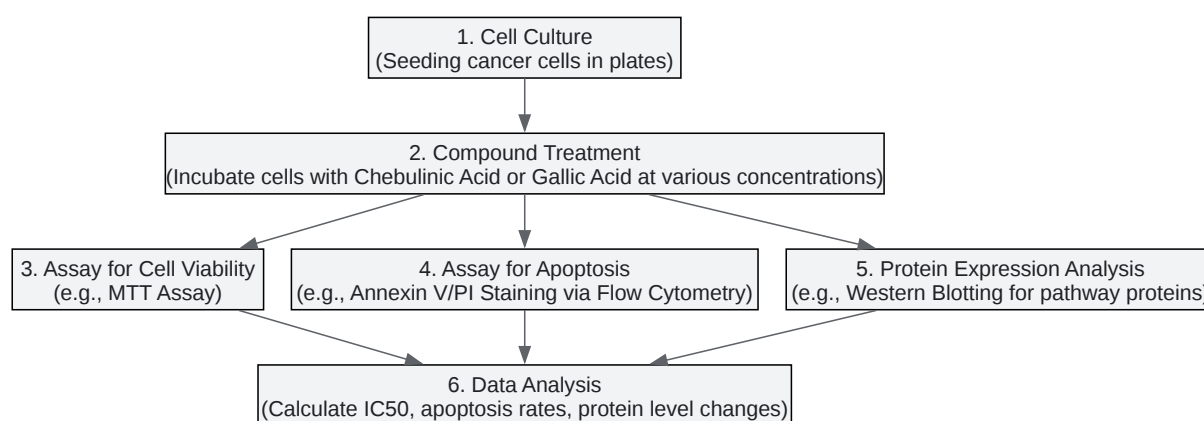 1. Cell Culture
(Seeding cancer cells in plates)
2. Compound Treatment
(Incubate cells with Chebulinic Acid or Gallic Acid at various concentrations)
3. Assay for Cell Viability
(e.g., MTT Assay)
4. Assay for Apoptosis
(e.g., Annexin V/PI Staining via Flow Cytometry)
5. Protein Expression Analysis
(e.g., Western Blotting for pathway proteins)
6. Data Analysis
(Calculate IC50, apoptosis rates, protein level changes)